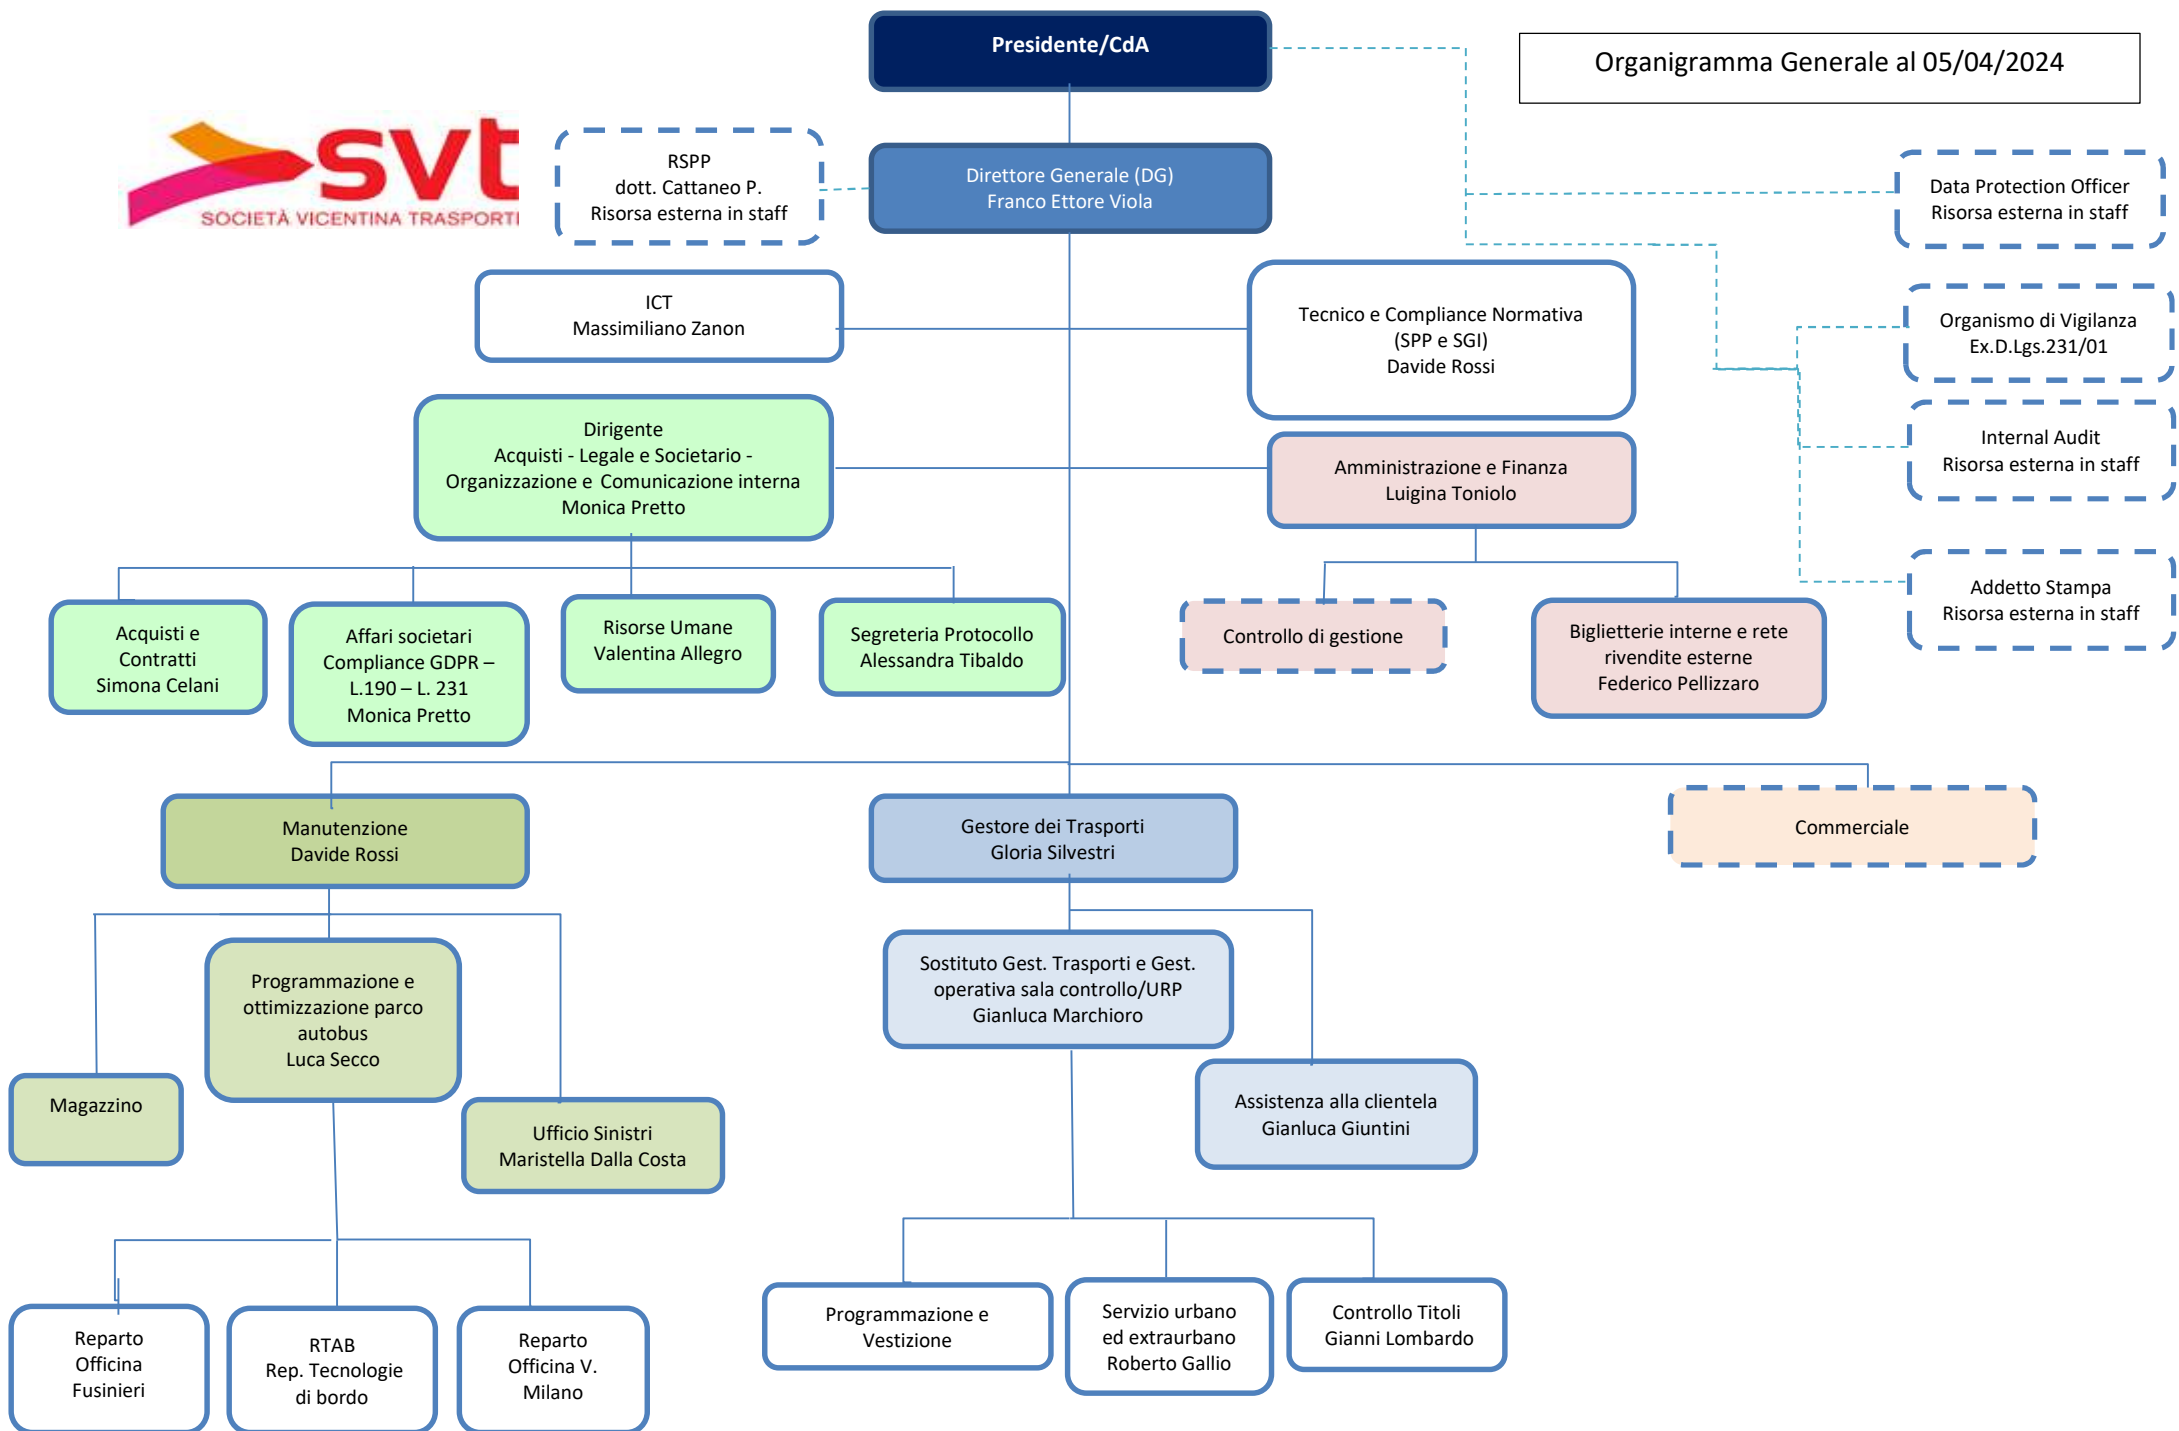 Presidente/CdA
Organigramma Generale al 05/04/2024
svt
SOCIETÀ VICENTINA TRASPORTI
RSPP
dott. Cattaneo P.
Risorsa esterna in staff
Direttore Generale (DG)
Franco Ettore Viola
Data Protection Officer
Risorsa esterna in staff
ICT
Massimiliano Zanon
Tecnico e Compliance Normativa
(SPP e SGI)
Davide Rossi
Organismo di Vigilanza
Ex.D.Lgs.231/01
Dirigente
Acquisti - Legale e Societario -
Organizzazione e Comunicazione interna
Monica Pretto
Amministrazione e Finanza
Luigina Toniolo
Internal Audit
Risorsa esterna in staff
Addetto Stampa
Risorsa esterna in staff
Acquisti e
Contratti
Simona Celani
Affari societari
Compliance GDPR –
L.190 – L. 231
Monica Pretto
Risorse Umane
Valentina Allegro
Segreteria Protocollo
Alessandra Tibaldo
Controllo di gestione
Biglietterie interne e rete
rivendite esterne
Federico Pellizzaro
Manutenzione
Davide Rossi
Gestore dei Trasporti
Gloria Silvestri
Commerciale
Magazzino
Programmazione e
ottimizzazione parco
autobus
Luca Secco
Ufficio Sinistri
Maristella Dalla Costa
Sostituto Gest. Trasporti e Gest.
operativa sala controllo/URP
Gianluca Marchioro
Assistenza alla clientela
Gianluca Giuntini
Reparto
Officina
Fusinieri
RTAB
Rep. Tecnologie
di bordo
Reparto
Officina V.
Milano
Programmazione e
Vestizione
Servizio urbano
ed extraurbano
Roberto Gallio
Controllo Titoli
Gianni Lombardo